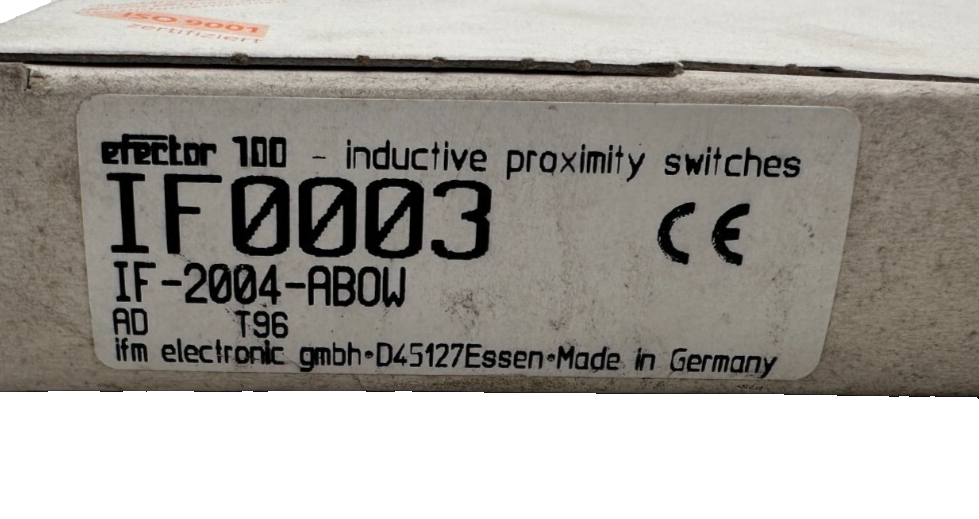 ISO 9001
zertifiziert
efector 100 - inductive proximity switches
IF0003
CE
IF-2004-ABOW
AD T96
ifm electronic gmbh•D45127Essen•Made in Germany